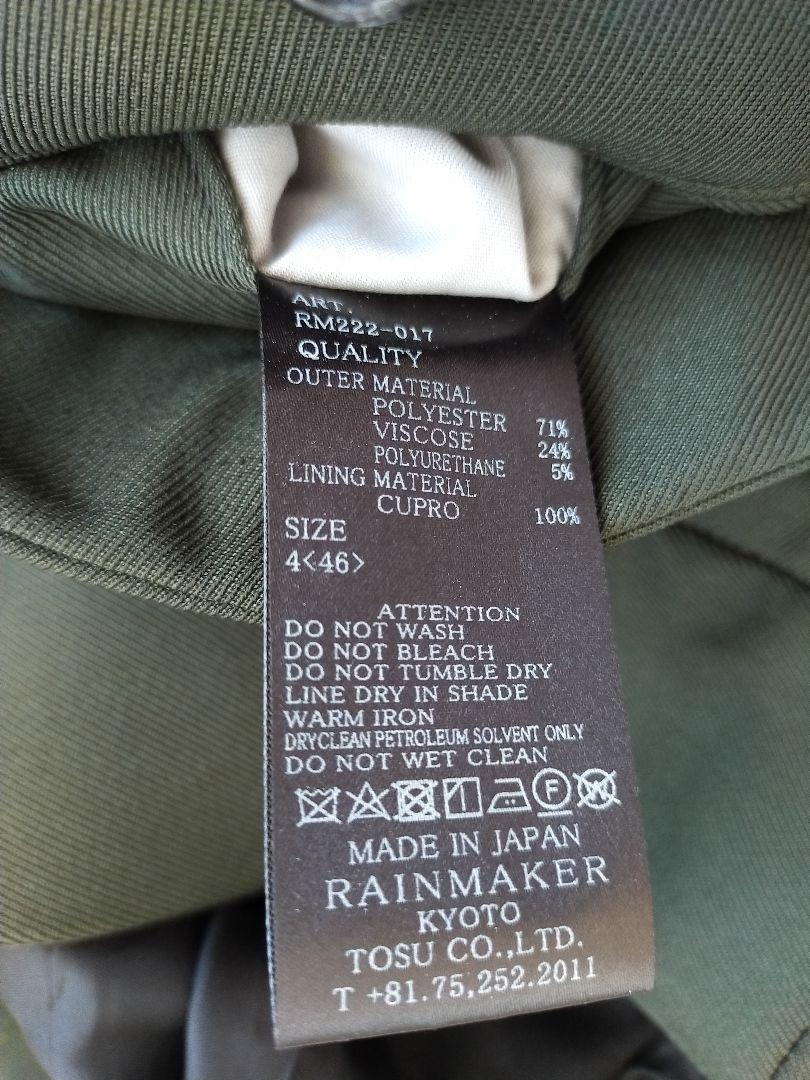 ART.
RM222-017
QUALITY
OUTER MATERIAL
POLYESTER 71%
VISCOSE 24%
POLYURETHANE 5%
LINING MATERIAL
CUPRO 100%
SIZE
4<46>
ATTENTION
DO NOT WASH
DO NOT BLEACH
DO NOT TUMBLE DRY
LINE DRY IN SHADE
WARM IRON
DRYCLEAN PETROLEUM SOLVENT ONLY
DO NOT WET CLEAN
F W
MADE IN JAPAN
RAINMAKER
KYOTO
TOSU CO.,LTD.
T +81.75,252.2011